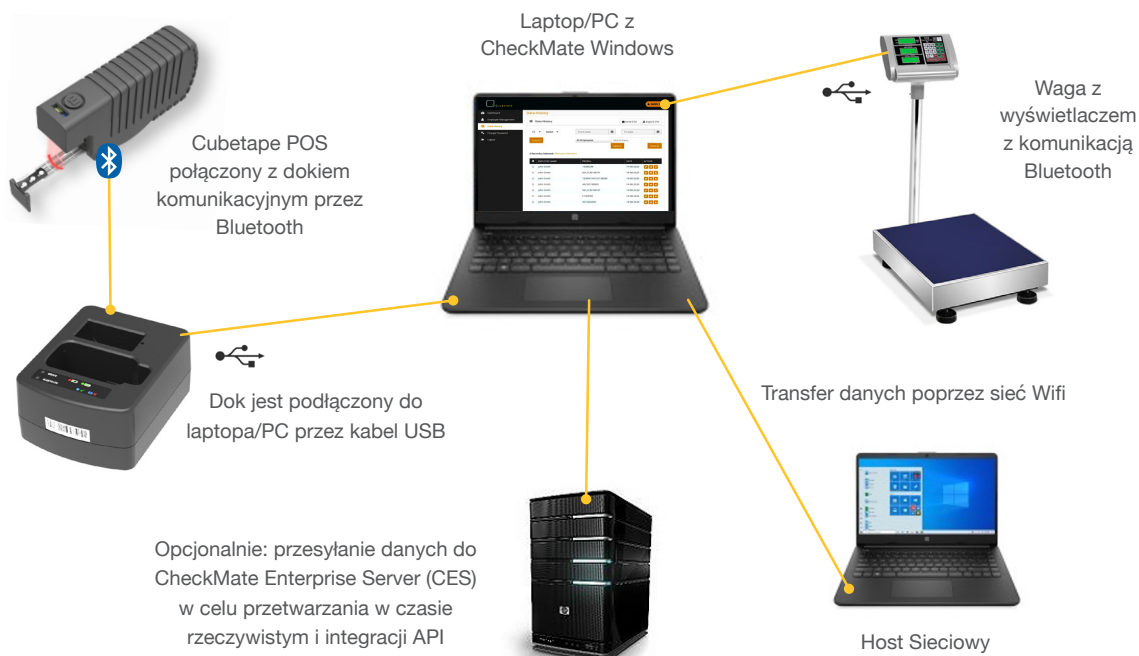 Laptop/PC z
CheckMate Windows
Cubetape POS
połączony z dokiem
komunikacyjnym przez
Bluetooth
Waga z
wyświetlaczem
z komunikacją
Bluetooth
Dok jest podłączony do
laptopa/PC przez kabel USB
Transfer danych poprzez sieć Wifi
Opcjonalnie: przesyłanie danych do
CheckMate Enterprise Server (CES)
w celu przetwarzania w czasie
rzeczywistym i integracji API
Host Sieciowy